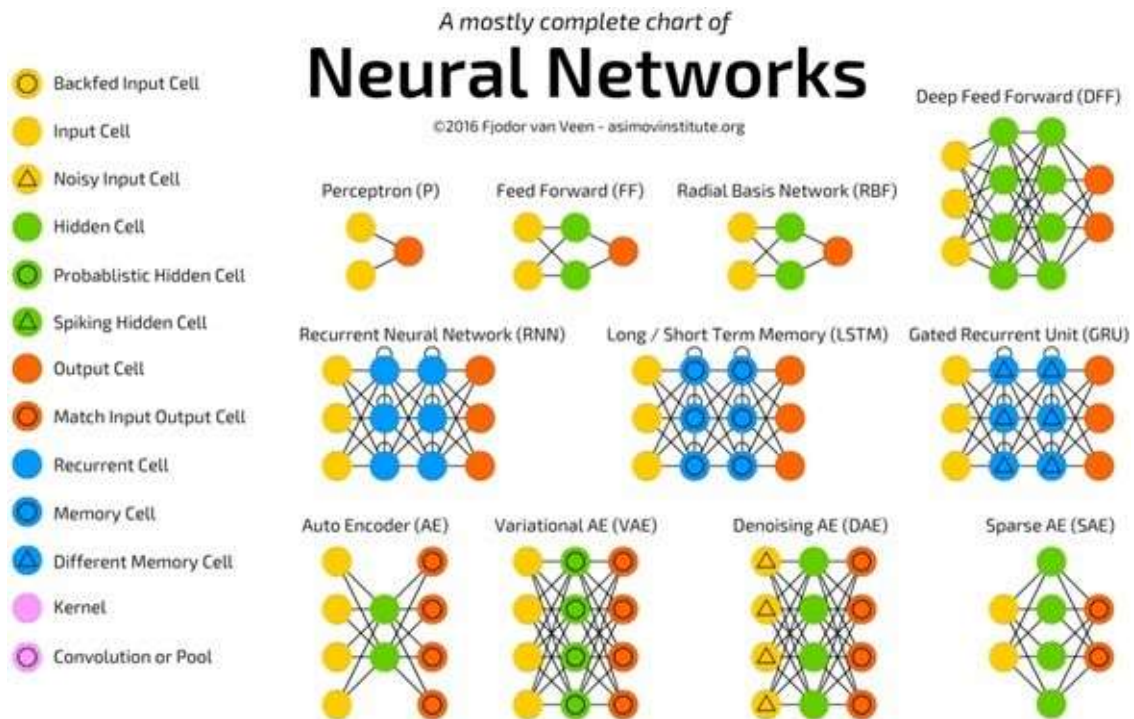 A mostly complete chart of
Neural Networks
©2016 Fjodor van Veen - asimovinstitute.org
Backfed Input Cell
Input Cell
Noisy Input Cell
Hidden Cell
Probablistic Hidden Cell
Spiking Hidden Cell
Output Cell
Match Input Output Cell
Recurrent Cell
Memory Cell
Different Memory Cell
Kernel
Convolution or Pool
Deep Feed Forward (DFF)
Perceptron (P)
Feed Forward (FF)
Radial Basis Network (RBF)
Recurrent Neural Network (RNN)
Long / Short Term Memory (LSTM)
Gated Recurrent Unit (GRU)
Auto Encoder (AE)
Variational AE (VAE)
Denoising AE (DAE)
Sparse AE (SAE)